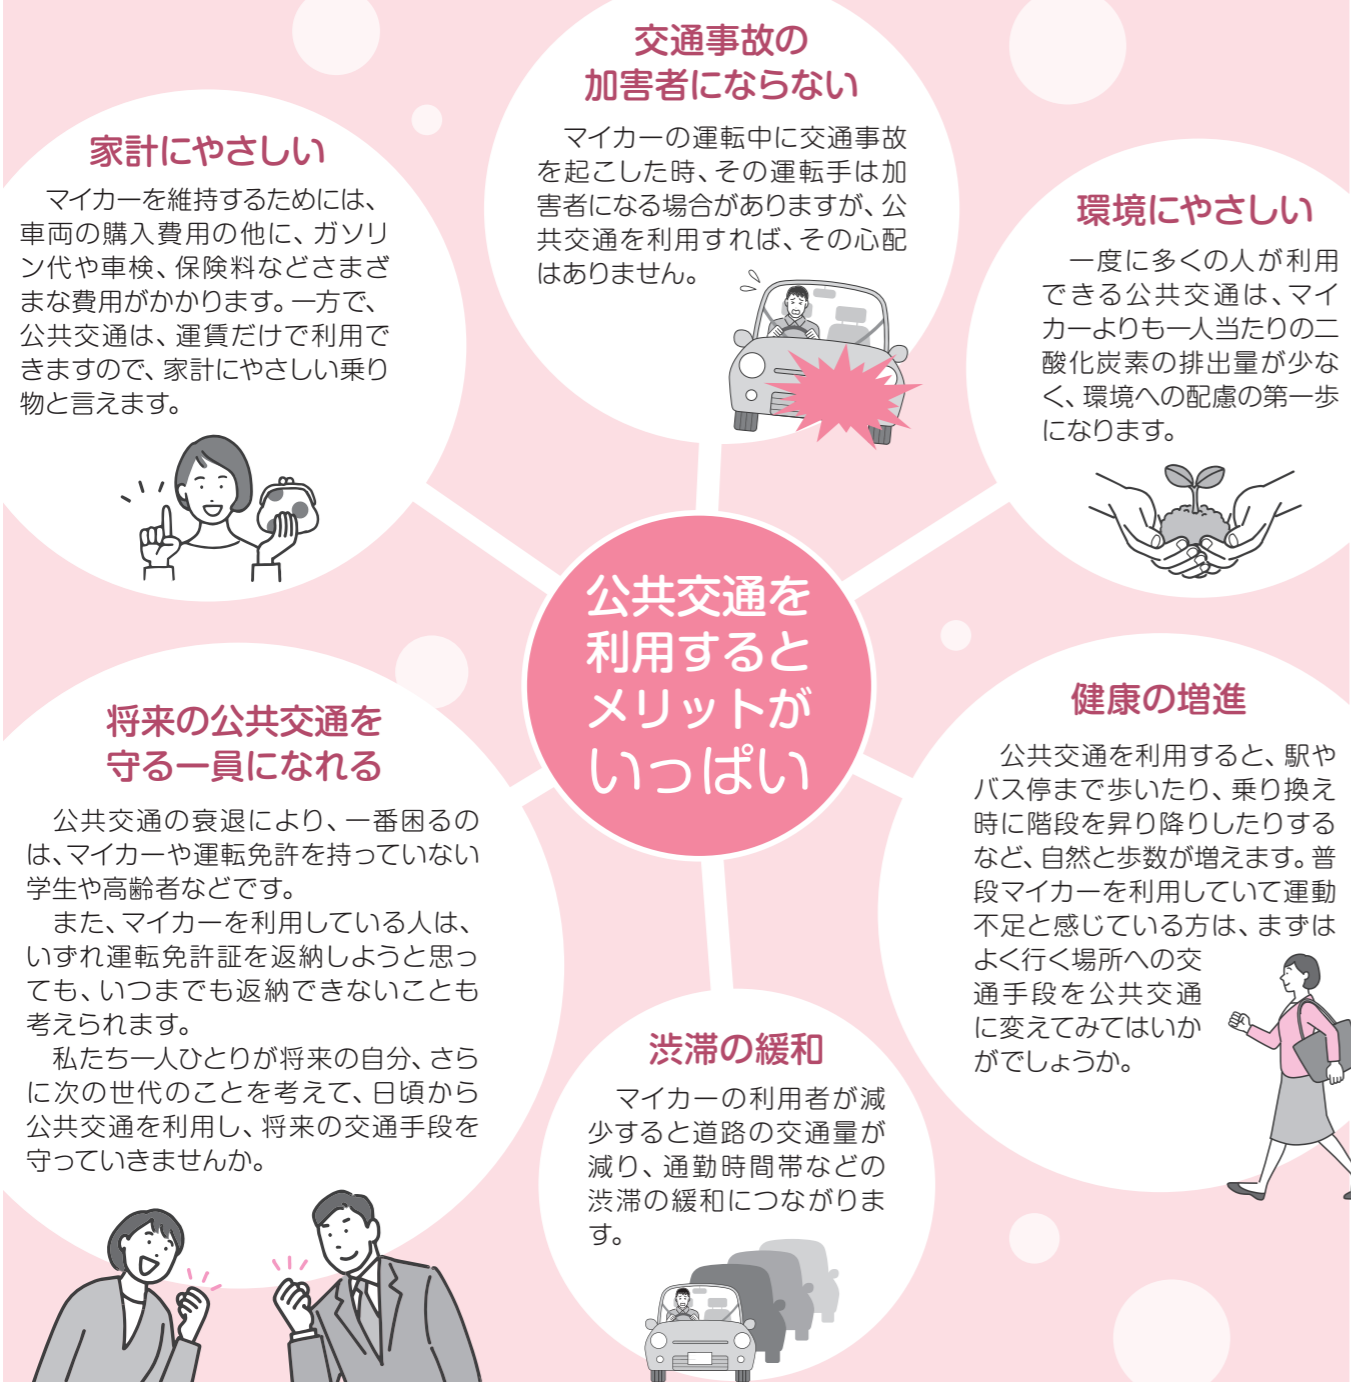 交通事故の
加害者にならない
マイカーの運転中に交通事故
を起こした時、その運転手は加
害者になる場合がありますが、公
共交通を利用すれば、その心配
はありません。
家計にやさしい
マイカーを維持するためには、
車両の購入費用の他に、ガソリ
ン代や車検、保険料などさまざ
まな費用がかかります。一方で、
公共交通は、運賃だけで利用で
きますので、家計にやさしい乗り
物と言えます。
環境にやさしい
一度に多くの人が利用
できる公共交通は、マイ
カーよりも一人当たりの二
酸化炭素の排出量が少な
く、環境への配慮の第一歩
になります。
公共交通を
利用すると
メリットが
いっぱい
将来の公共交通を
守る一員になれる
公共交通の衰退により、一番困るの
は、マイカーや運転免許を持っていない
学生や高齢者などです。
また、マイカーを利用している人は、
いずれ運転免許証を返納しようと思っ
ても、いつまでも返納できないことも
考えられます。
私たち一人ひとりが将来の自分、さら
に次の世代のことを考えて、日頃から
公共交通を利用し、将来の交通手段を
守っていきませんか。
健康の増進
公共交通を利用すると、駅や
バス停まで歩いたり、乗り換え
時に階段を昇り降りしたりする
など、自然と歩数が増えます。普
段マイカーを利用していて運動
不足と感じている方は、まずは
よく行く場所への交
通手段を公共交通
に変えてみてはいか
がでしょうか。
渋滞の緩和
マイカーの利用者が減
少すると道路の交通量が
減り、通勤時間帯などの
渋滞の緩和につながりま
す。